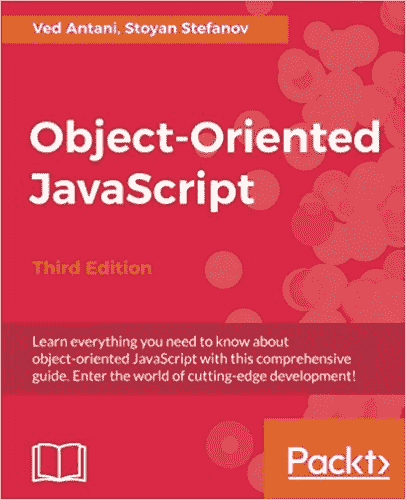 Ved Antani, Stoyan Stefanov
Object-Oriented
JavaScript
Third Edition
Learn everything you need to know about
object-oriented JavaScript with this comprehensive
guide. Enter the world of cutting-edge development!
Packt>